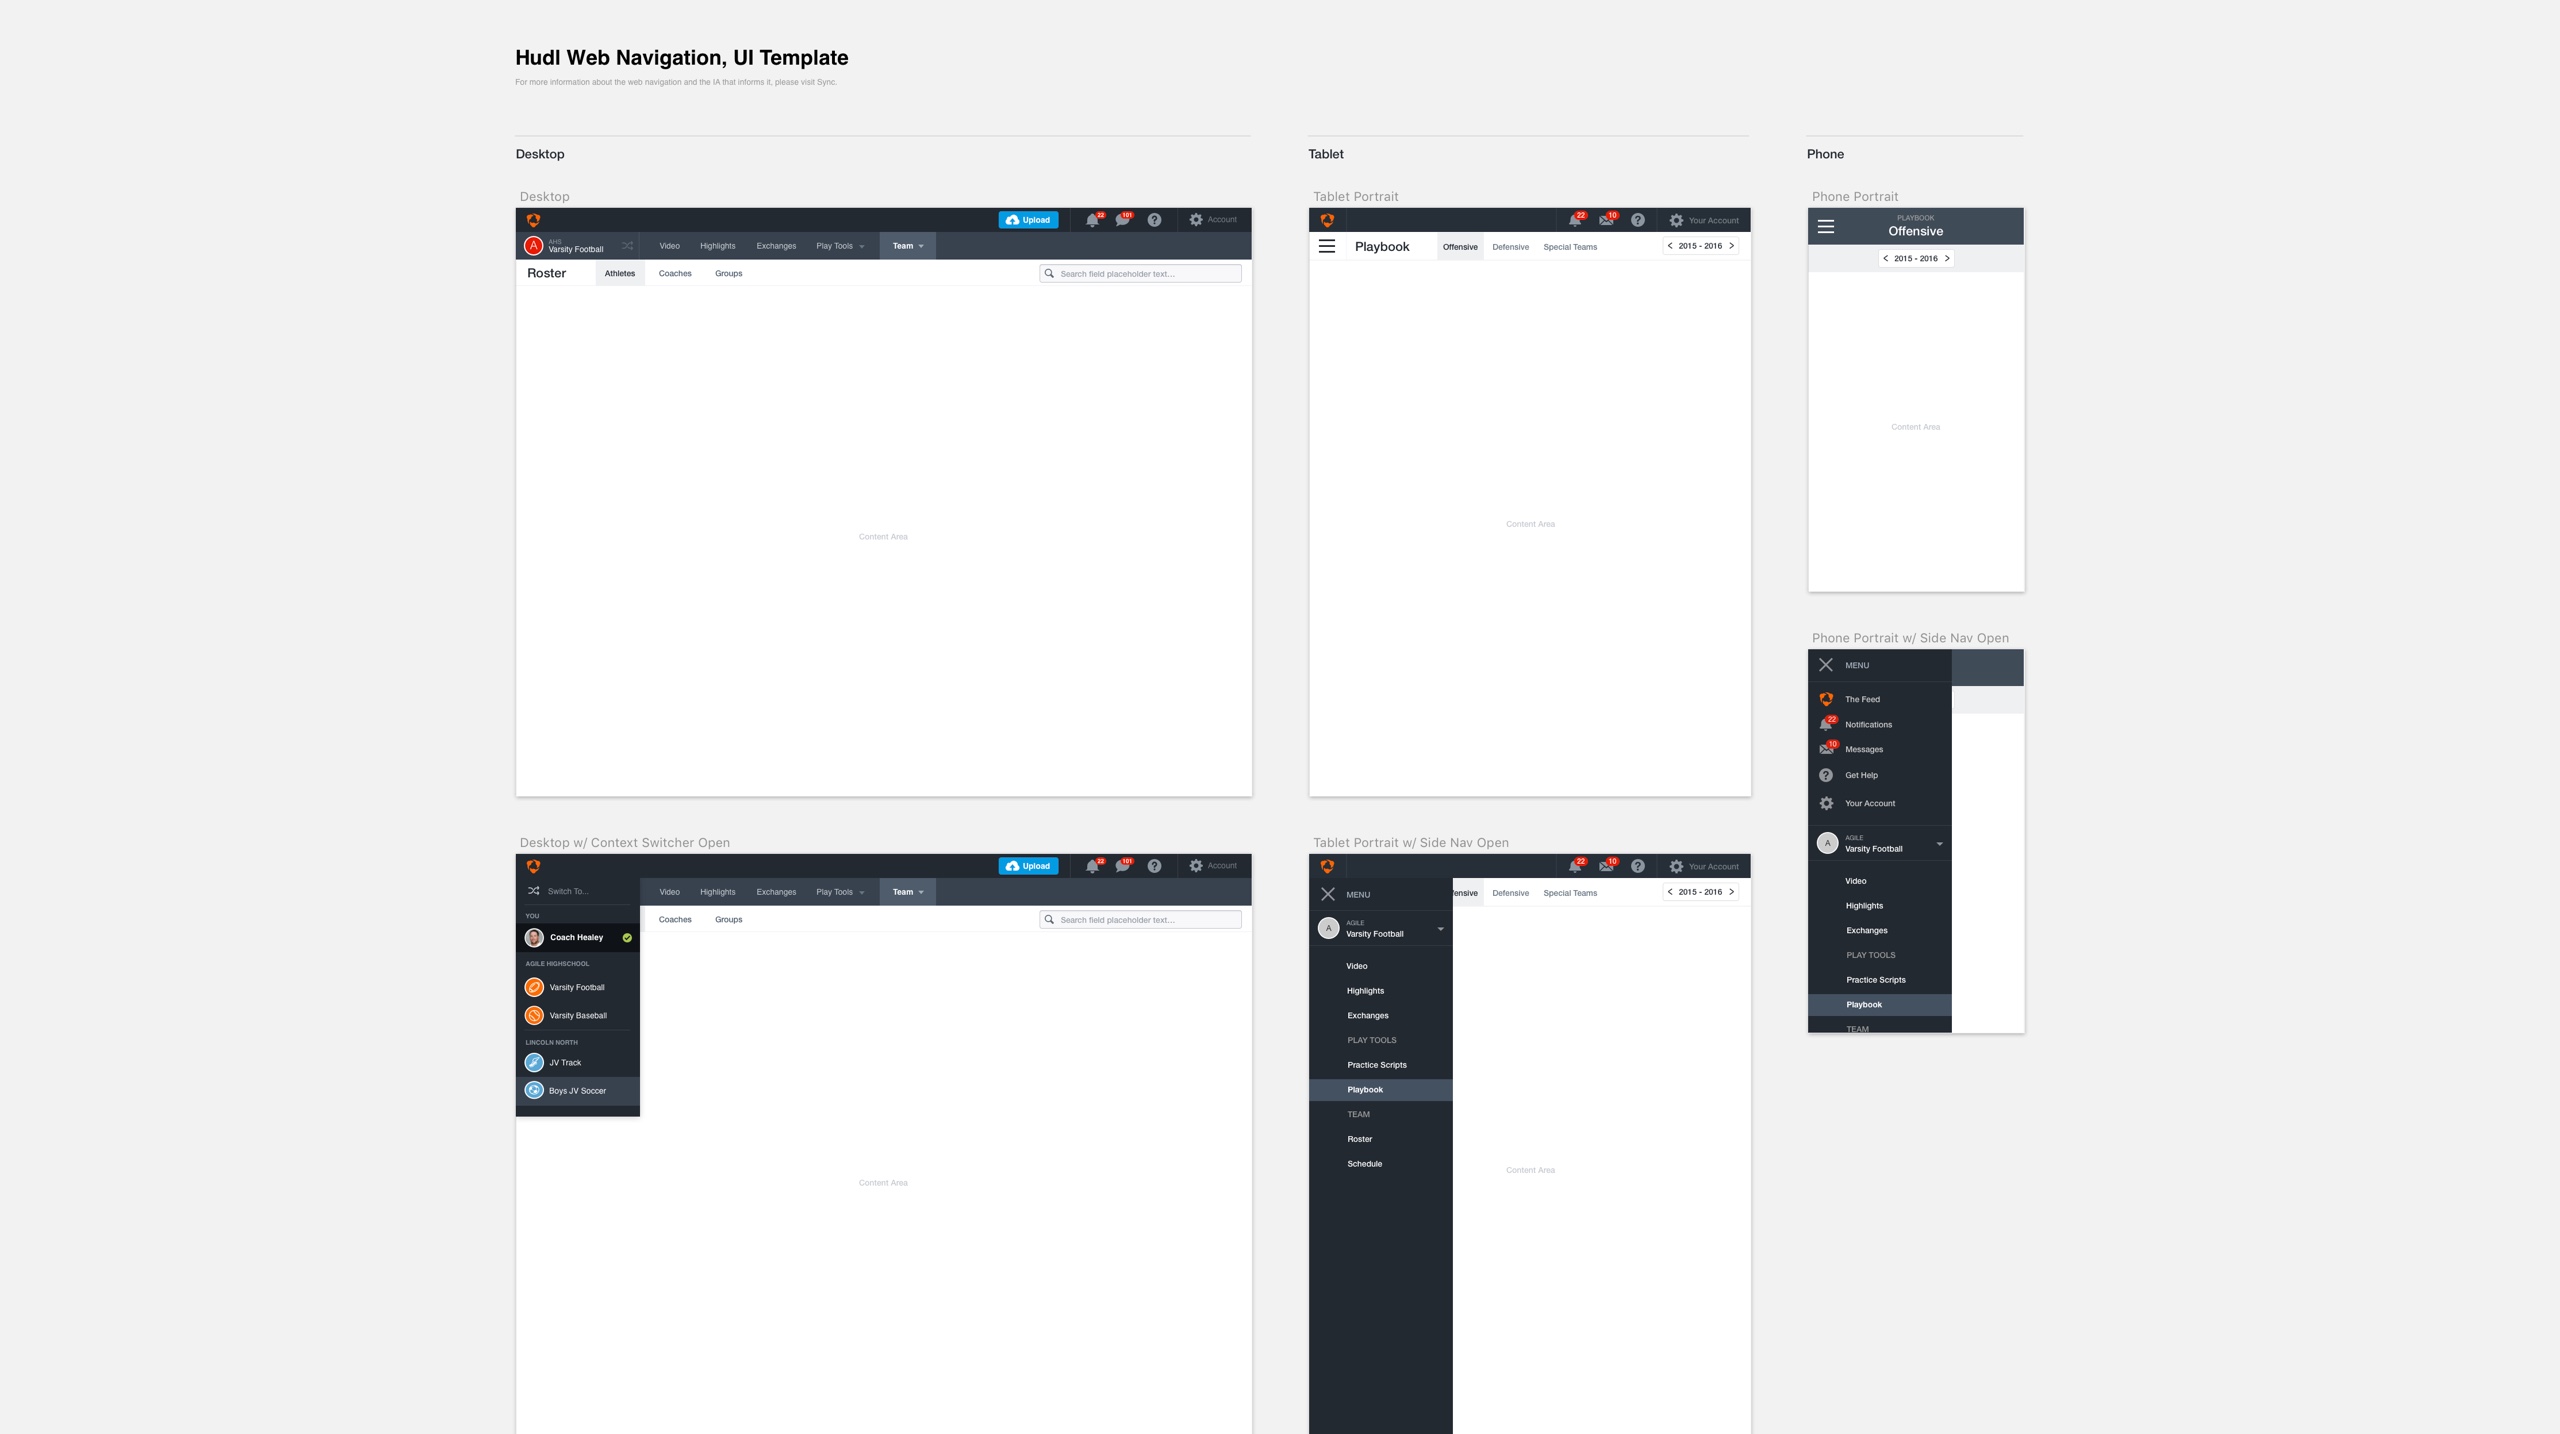 Hudl Web Navigation, UI Template
For more information about the web navigation and the IA that informs it, please visit Sync.
Desktop
Tablet
Phone
Desktop
Upload
22
101
?
Account
A
AHS
Varsity Football
Video
Highlights
Exchanges
Play Tools
Team
Roster
Athletes
Coaches
Groups
Search field placeholder text...
Content Area
Tablet Portrait
22
10
?
Your Account
Playbook
Offensive
Defensive
Special Teams
< 2015 - 2016 >
Content Area
Phone Portrait
PLAYBOOK
Offensive
< 2015 - 2016 >
Content Area
Phone Portrait w/ Side Nav Open
MENU
The Feed
22
Notifications
10
Messages
?
Get Help
Your Account
A
AGILE
Varsity Football
Video
Highlights
Exchanges
PLAY TOOLS
Practice Scripts
Playbook
TEAM
Desktop w/ Context Switcher Open
Upload
22
101
?
Account
Switch To...
Video
Highlights
Exchanges
Play Tools
Team
YOU
Coach Healey
Coaches
Groups
Search field placeholder text...
AGILE HIGHSCHOOL
Varsity Football
Varsity Baseball
LINCOLN NORTH
JV Track
Boys JV Soccer
Content Area
Tablet Portrait w/ Side Nav Open
22
10
?
Your Account
MENU
fensive
Defensive
Special Teams
< 2015 - 2016 >
A
AGILE
Varsity Football
Video
Highlights
Exchanges
PLAY TOOLS
Practice Scripts
Playbook
TEAM
Roster
Schedule
Content Area